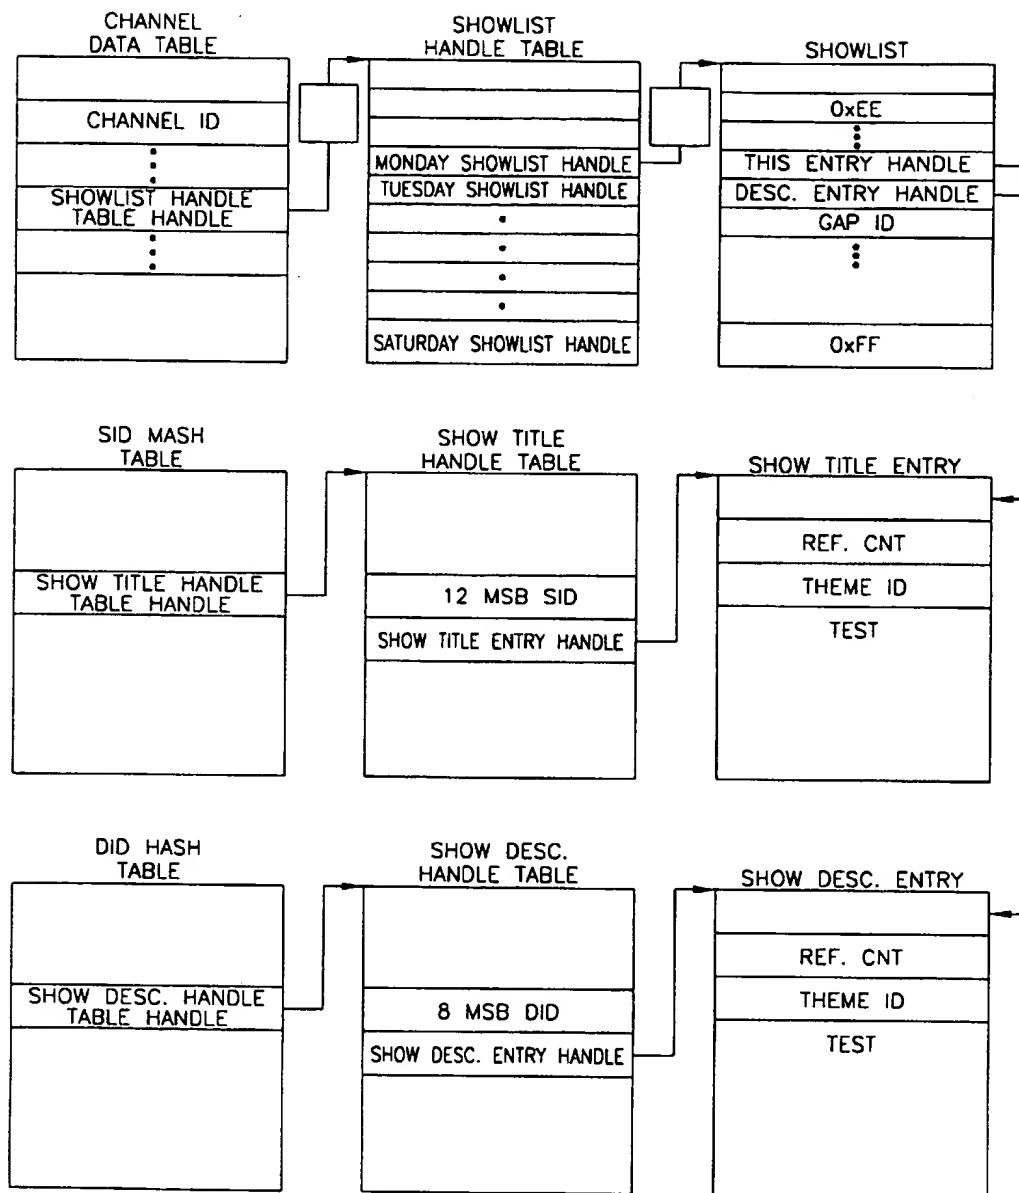 CHANNEL
DATA TABLE
CHANNEL ID
SHOWLIST HANDLE
TABLE HANDLE
SHOWLIST
HANDLE TABLE
MONDAY SHOWLIST HANDLE
TUESDAY SHOWLIST HANDLE
SATURDAY SHOWLIST HANDLE
SHOWLIST
0xEE
THIS ENTRY HANDLE
DESC. ENTRY HANDLE
GAP ID
0xFF
SID MASH
TABLE
SHOW TITLE HANDLE
TABLE HANDLE
SHOW TITLE
HANDLE TABLE
12 MSB SID
SHOW TITLE ENTRY HANDLE
SHOW TITLE ENTRY
REF. CNT
THEME ID
TEST
DID HASH
TABLE
SHOW DESC. HANDLE
TABLE HANDLE
SHOW DESC.
HANDLE TABLE
8 MSB DID
SHOW DESC. ENTRY HANDLE
SHOW DESC. ENTRY
REF. CNT
THEME ID
TEST